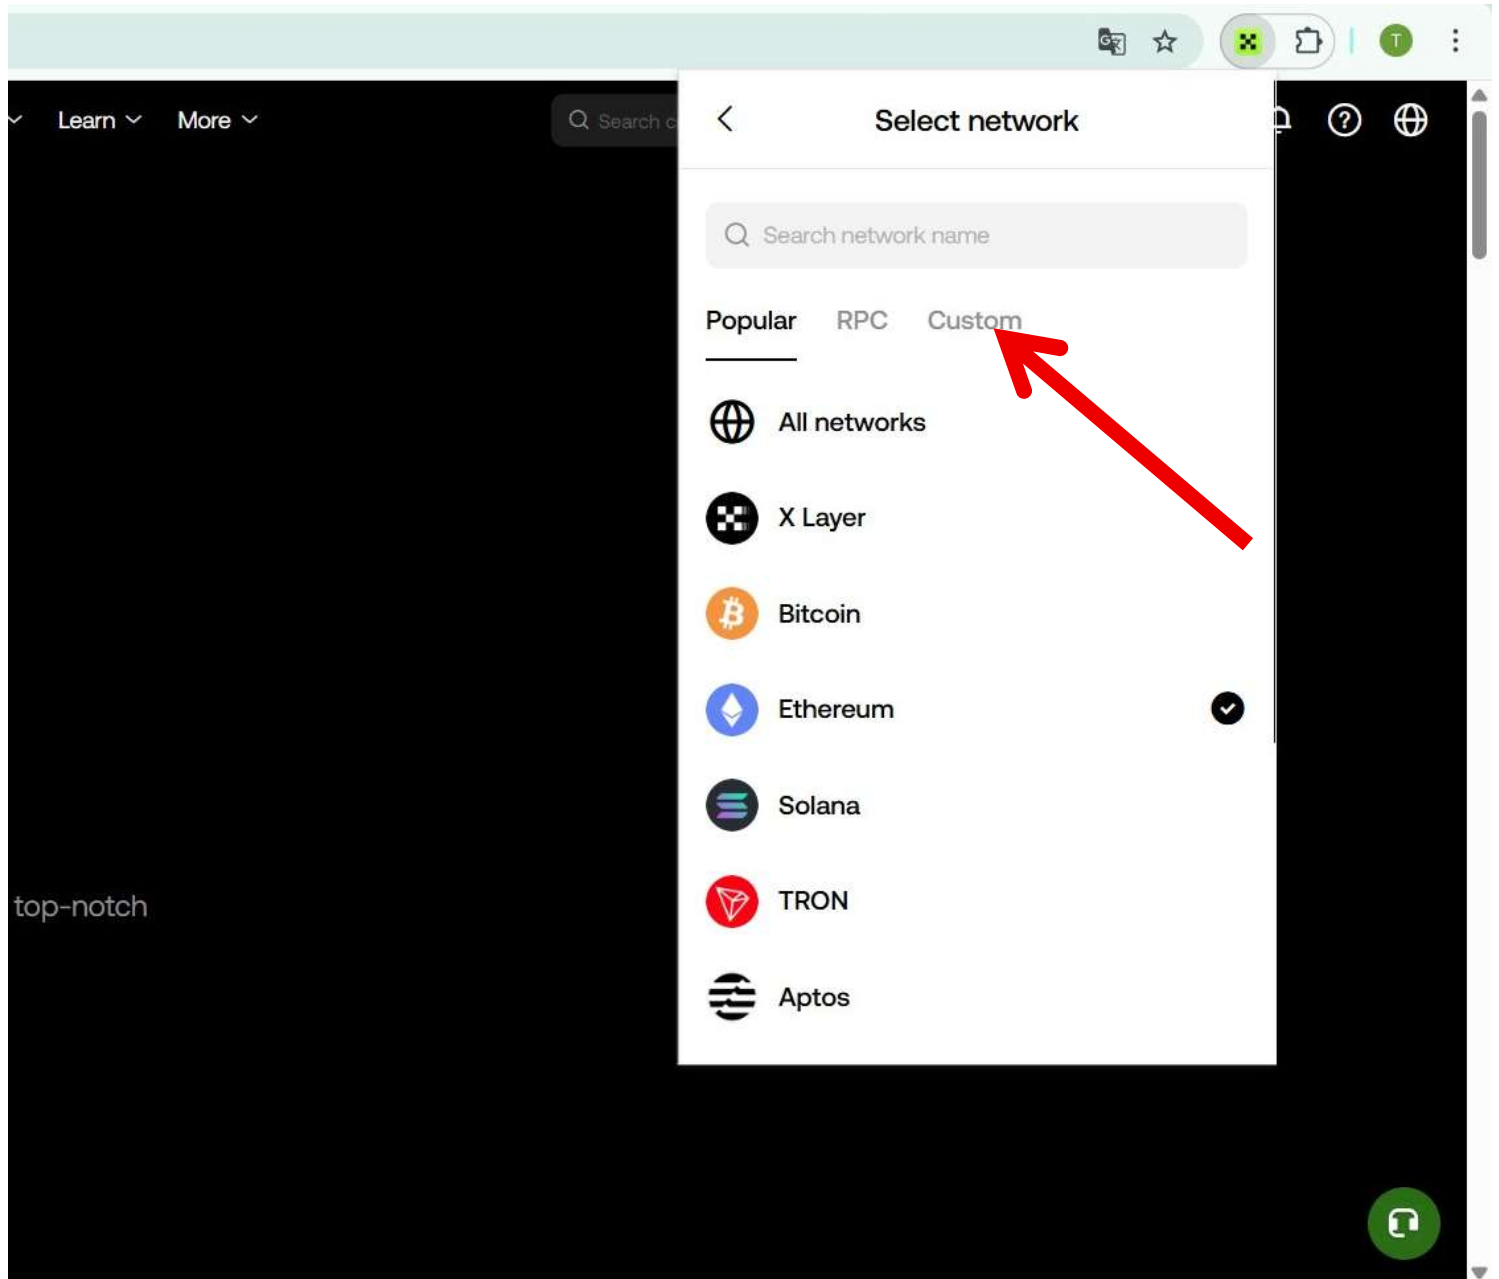 T
Learn
More
Search c
Select network
Search network name
Popular RPC Custom
All networks
X Layer
Bitcoin
Ethereum
Solana
TRON
top-notch
Aptos